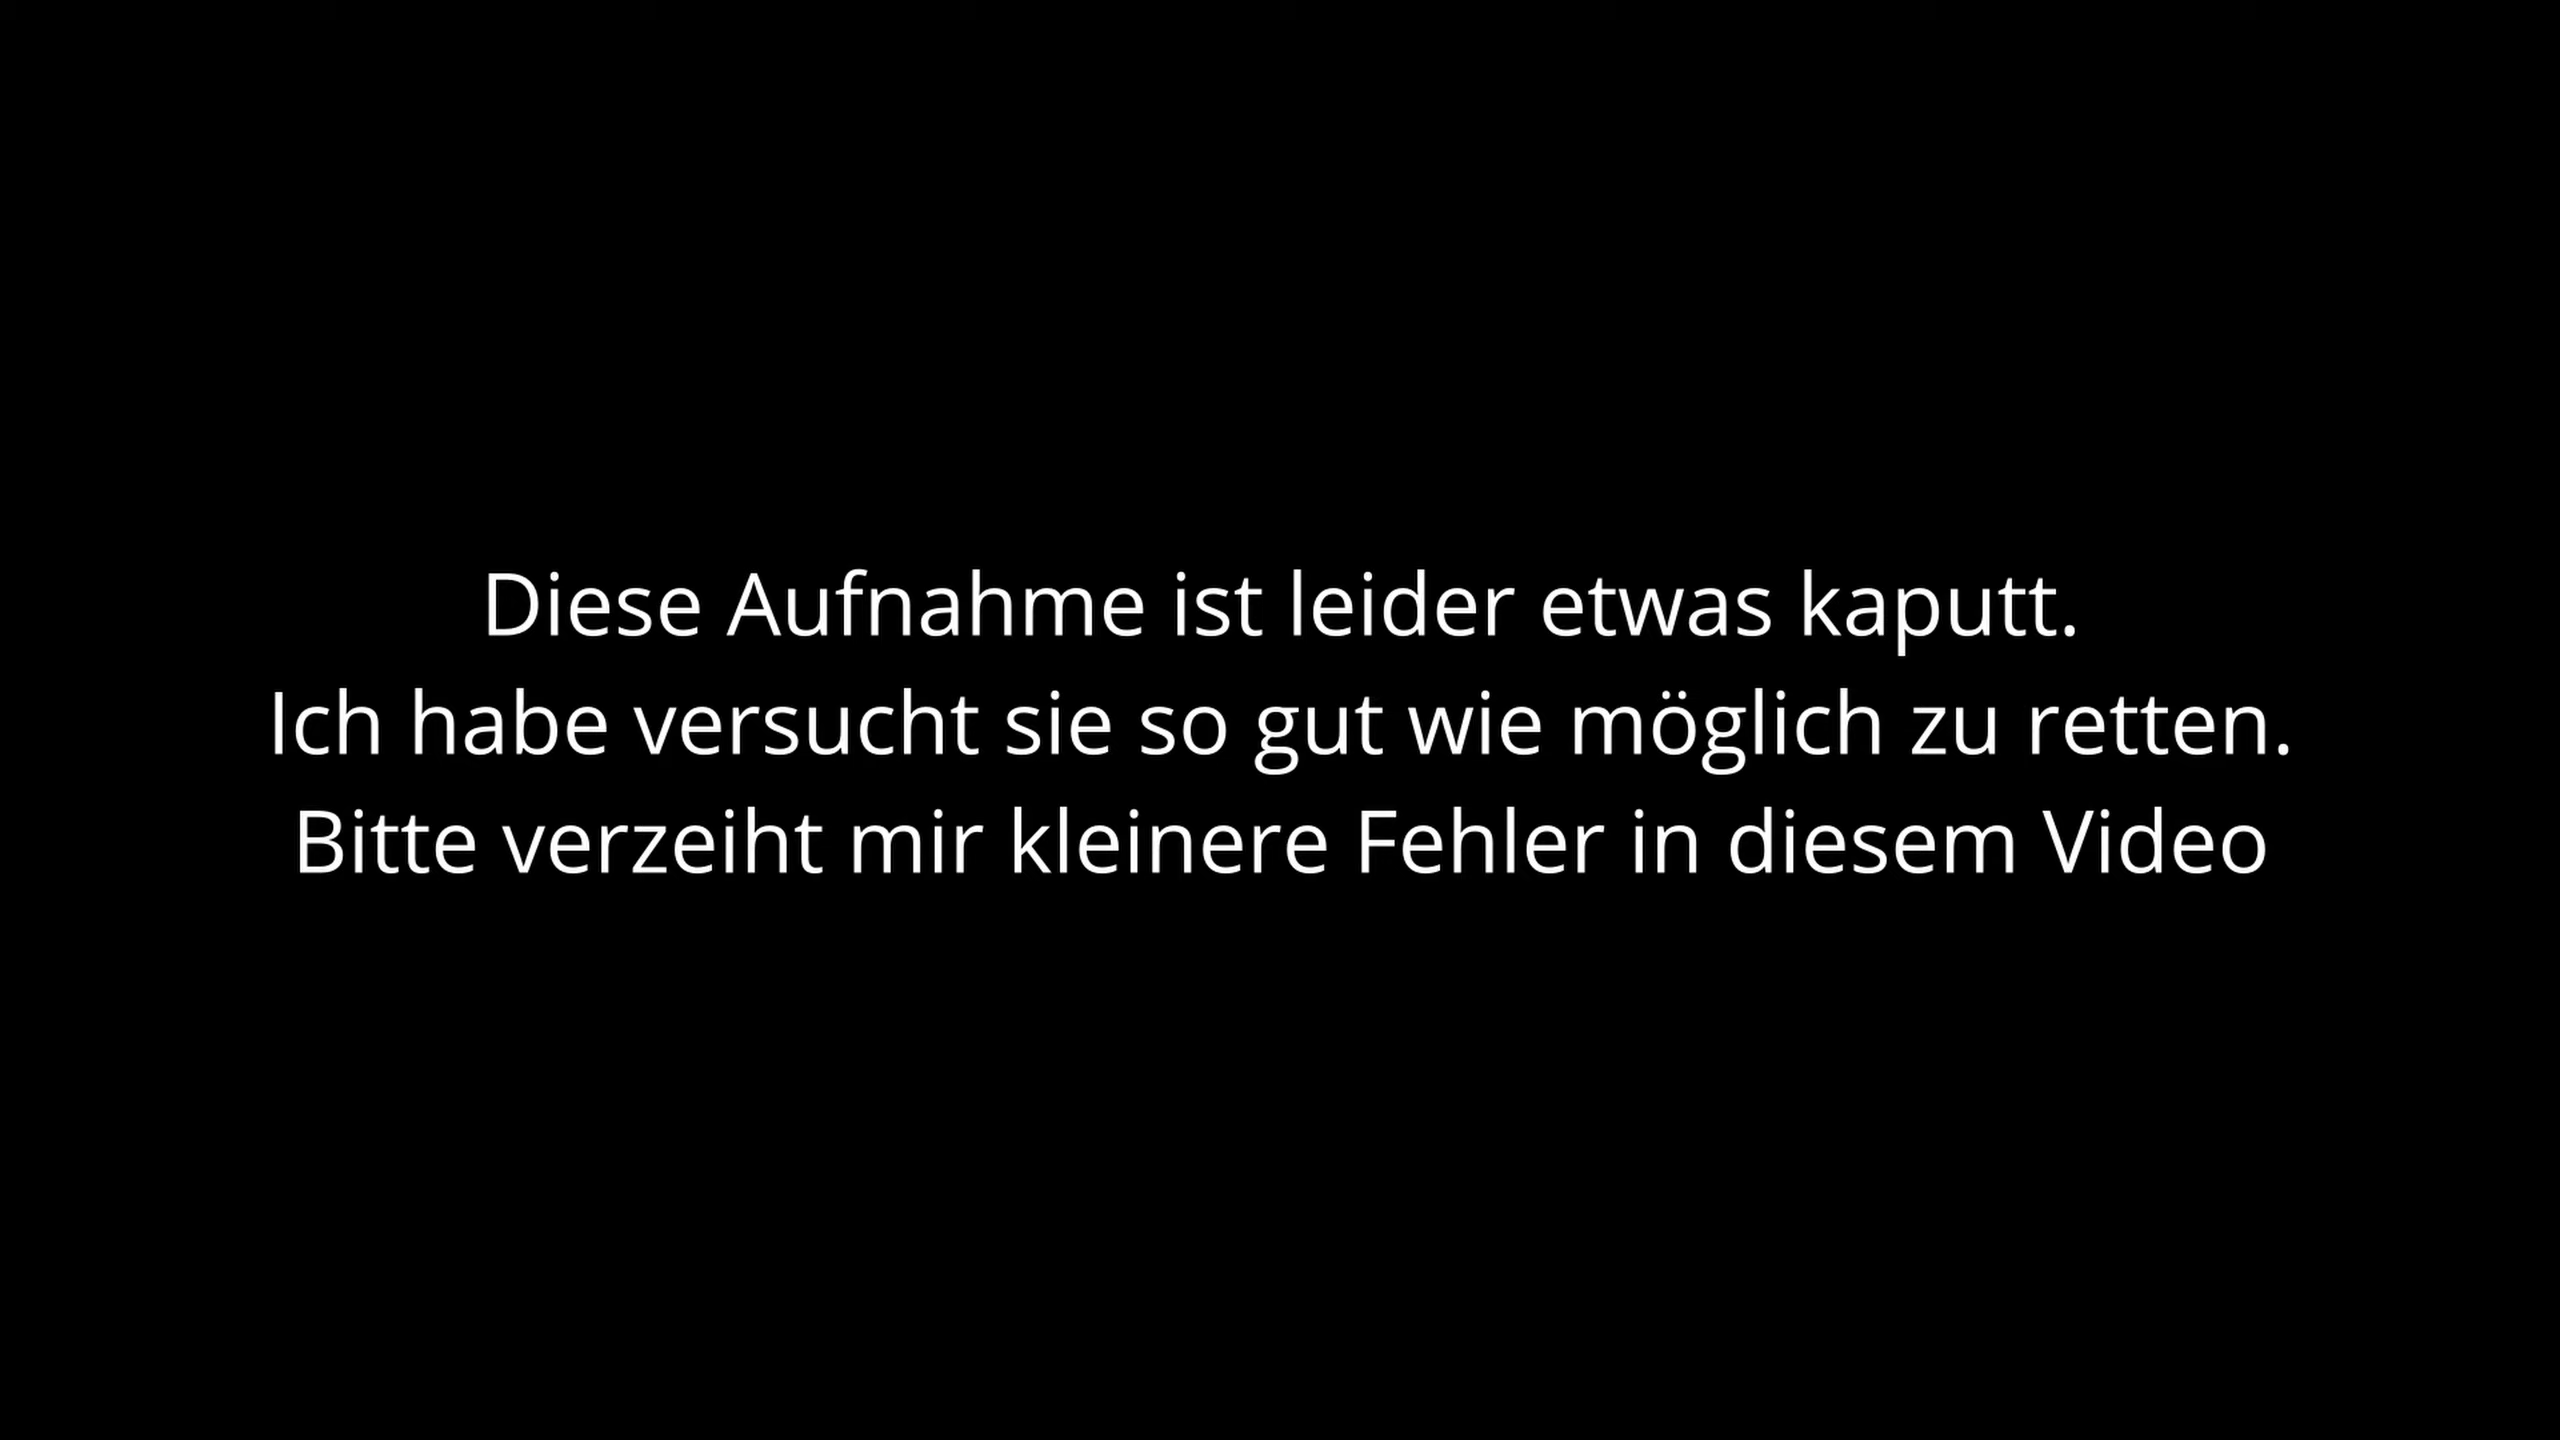 Diese Aufnahme ist leider etwas kaputt.
Ich habe versucht sie so gut wie möglich zu retten.
Bitte verzeiht mir kleinere Fehler in diesem Video